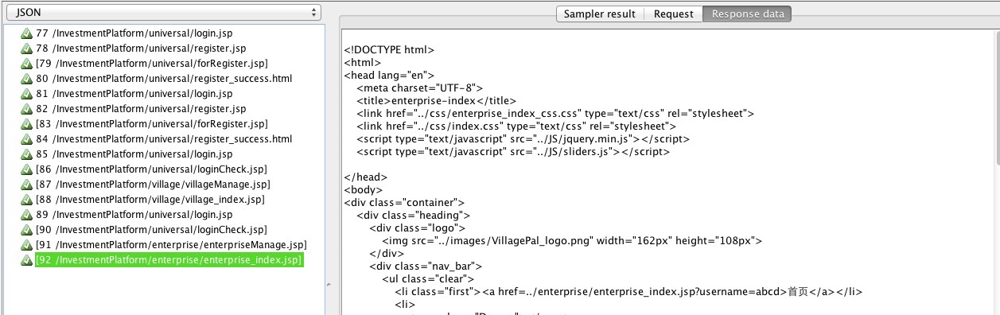 JSON
77 /InvestmentPlatform/universal/login.jsp
78 /InvestmentPlatform/universal/register.jsp
[79 /InvestmentPlatform/universal/forRegister.jsp]
80 /InvestmentPlatform/universal/register_success.html
81 /InvestmentPlatform/universal/login.jsp
82 /InvestmentPlatform/universal/register.jsp
[83 /InvestmentPlatform/universal/forRegister.jsp]
84 /InvestmentPlatform/universal/register_success.html
85 /InvestmentPlatform/universal/login.jsp
[86 /InvestmentPlatform/universal/loginCheck.jsp]
[87 /InvestmentPlatform/village/villageManage.jsp]
[88 /InvestmentPlatform/village/village_index.jsp]
89 /InvestmentPlatform/universal/login.jsp
[90 /InvestmentPlatform/universal/loginCheck.jsp]
[91 /InvestmentPlatform/enterprise/enterpriseManage.jsp]
[92 /InvestmentPlatform/enterprise/enterprise_index.jsp]
Sampler result Request Response data
<!DOCTYPE html>
<html>
<head lang="en">
<meta charset="UTF-8">
<title>enterprise-index</title>
<link href="../css/enterprise_index_css.css" type="text/css" rel="stylesheet">
<link href="../css/index.css" type="text/css" rel="stylesheet">
<script type="text/javascript" src="../JS/jquery.min.js"></script>
<script type="text/javascript" src="../JS/sliders.js"></script>
</head>
<body>
<div class="container">
<div class="heading">
<div class="logo">
<img src="../images/VillagePal_logo.png" width="162px" height="108px">
</div>
<div class="nav_bar">
<ul class="clear">
<li class="first"><a href=../enterprise/enterprise_index.jsp?username=abcd>首页</a></li>
<li>